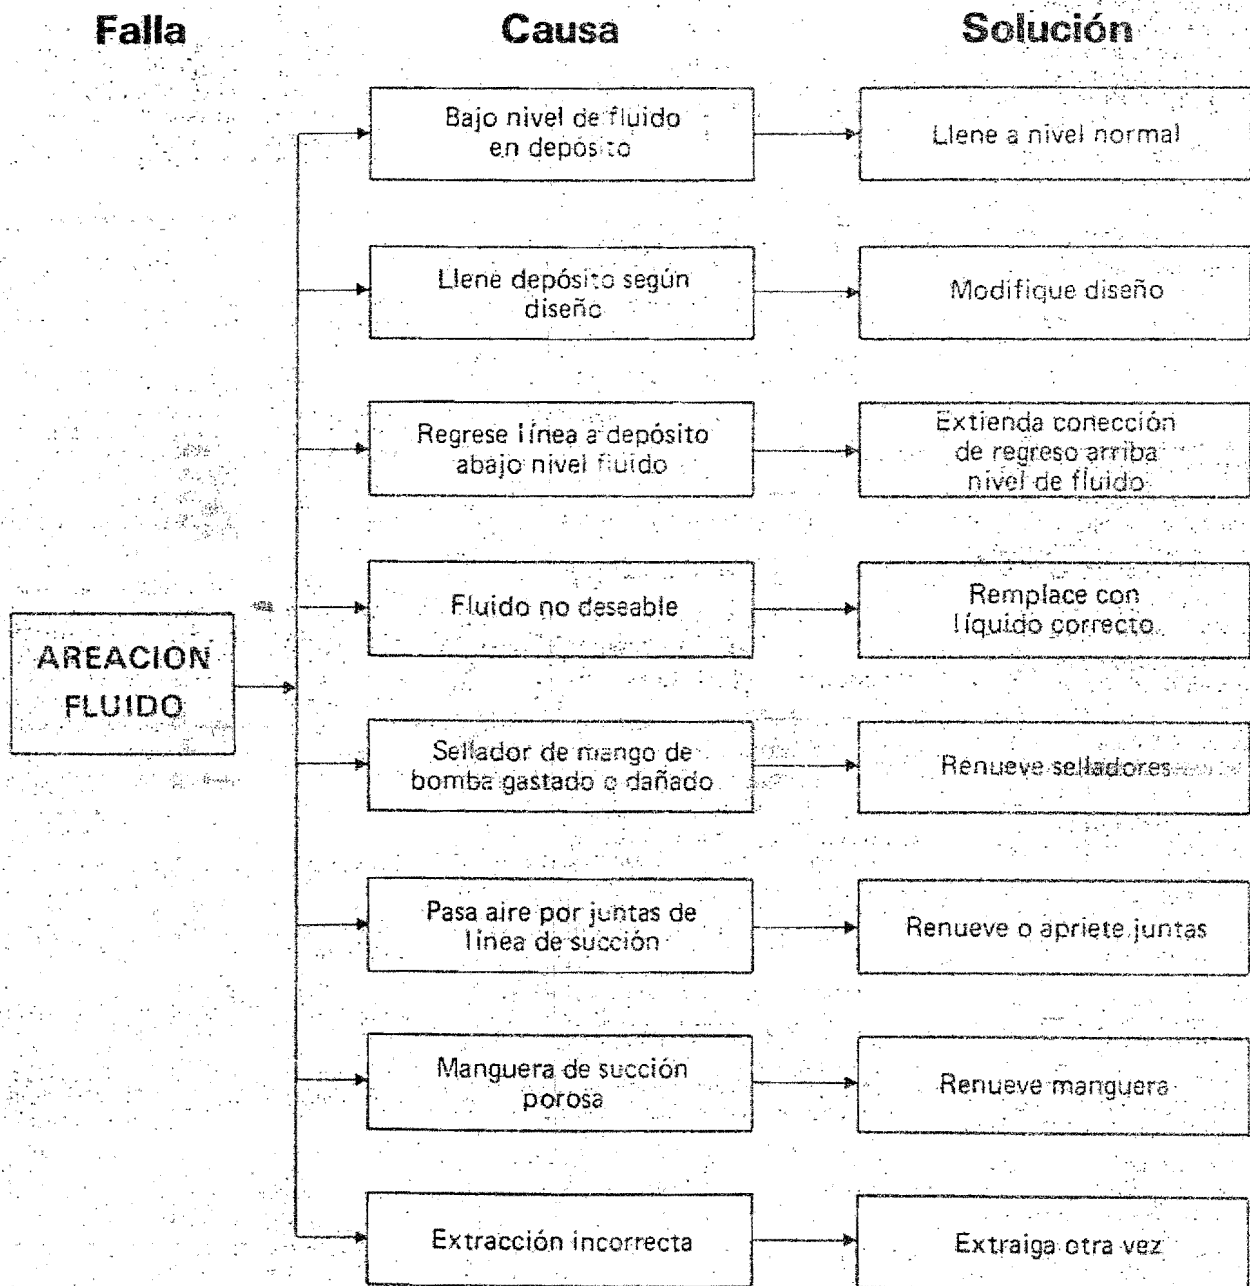 Falla
Causa
Solución
Bajo nivel de fluido
en depósito
Llene a nivel normal
Llene depósito según
diseño
Modifique diseño
Regrese línea a depósito
abajo nivel fluido
Extienda conección
de regreso arriba
nivel de fluido
Fluido no deseable
Remplace con
líquido correcto
AREACION
FLUIDO
Sellador de mango de
bomba gastado o dañado
Renueve selladores
Pasa aire por juntas de
línea de succión
Renueve o apriete juntas
Manguera de succión
porosa
Renueve manguera
Extracción incorrecta
Extraiga otra vez